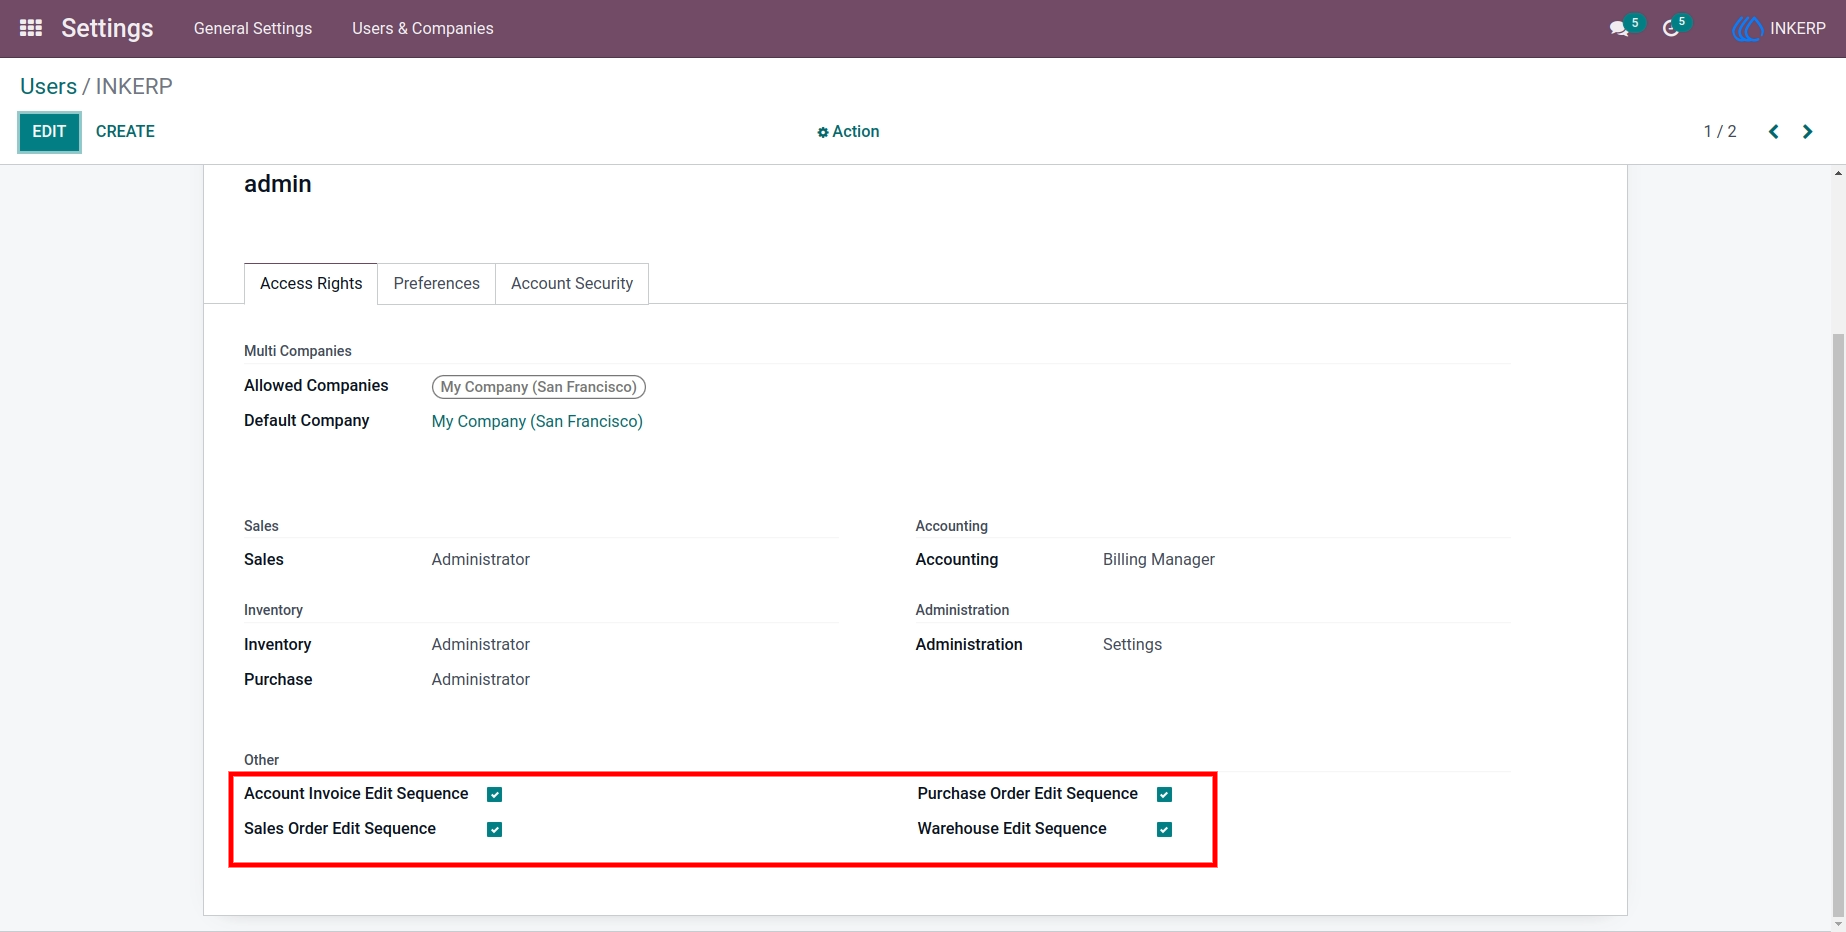 Settings General Settings Users & Companies 5 5 INKERP
Users / INKERP
EDIT CREATE Action 1 / 2
admin
Access Rights Preferences Account Security
Multi Companies
Allowed Companies My Company (San Francisco)
Default Company My Company (San Francisco)
Sales Accounting
Sales Administrator Accounting Billing Manager
Inventory Administration
Inventory Administrator Administration Settings
Purchase Administrator
Other
Account Invoice Edit Sequence Purchase Order Edit Sequence
Sales Order Edit Sequence Warehouse Edit Sequence